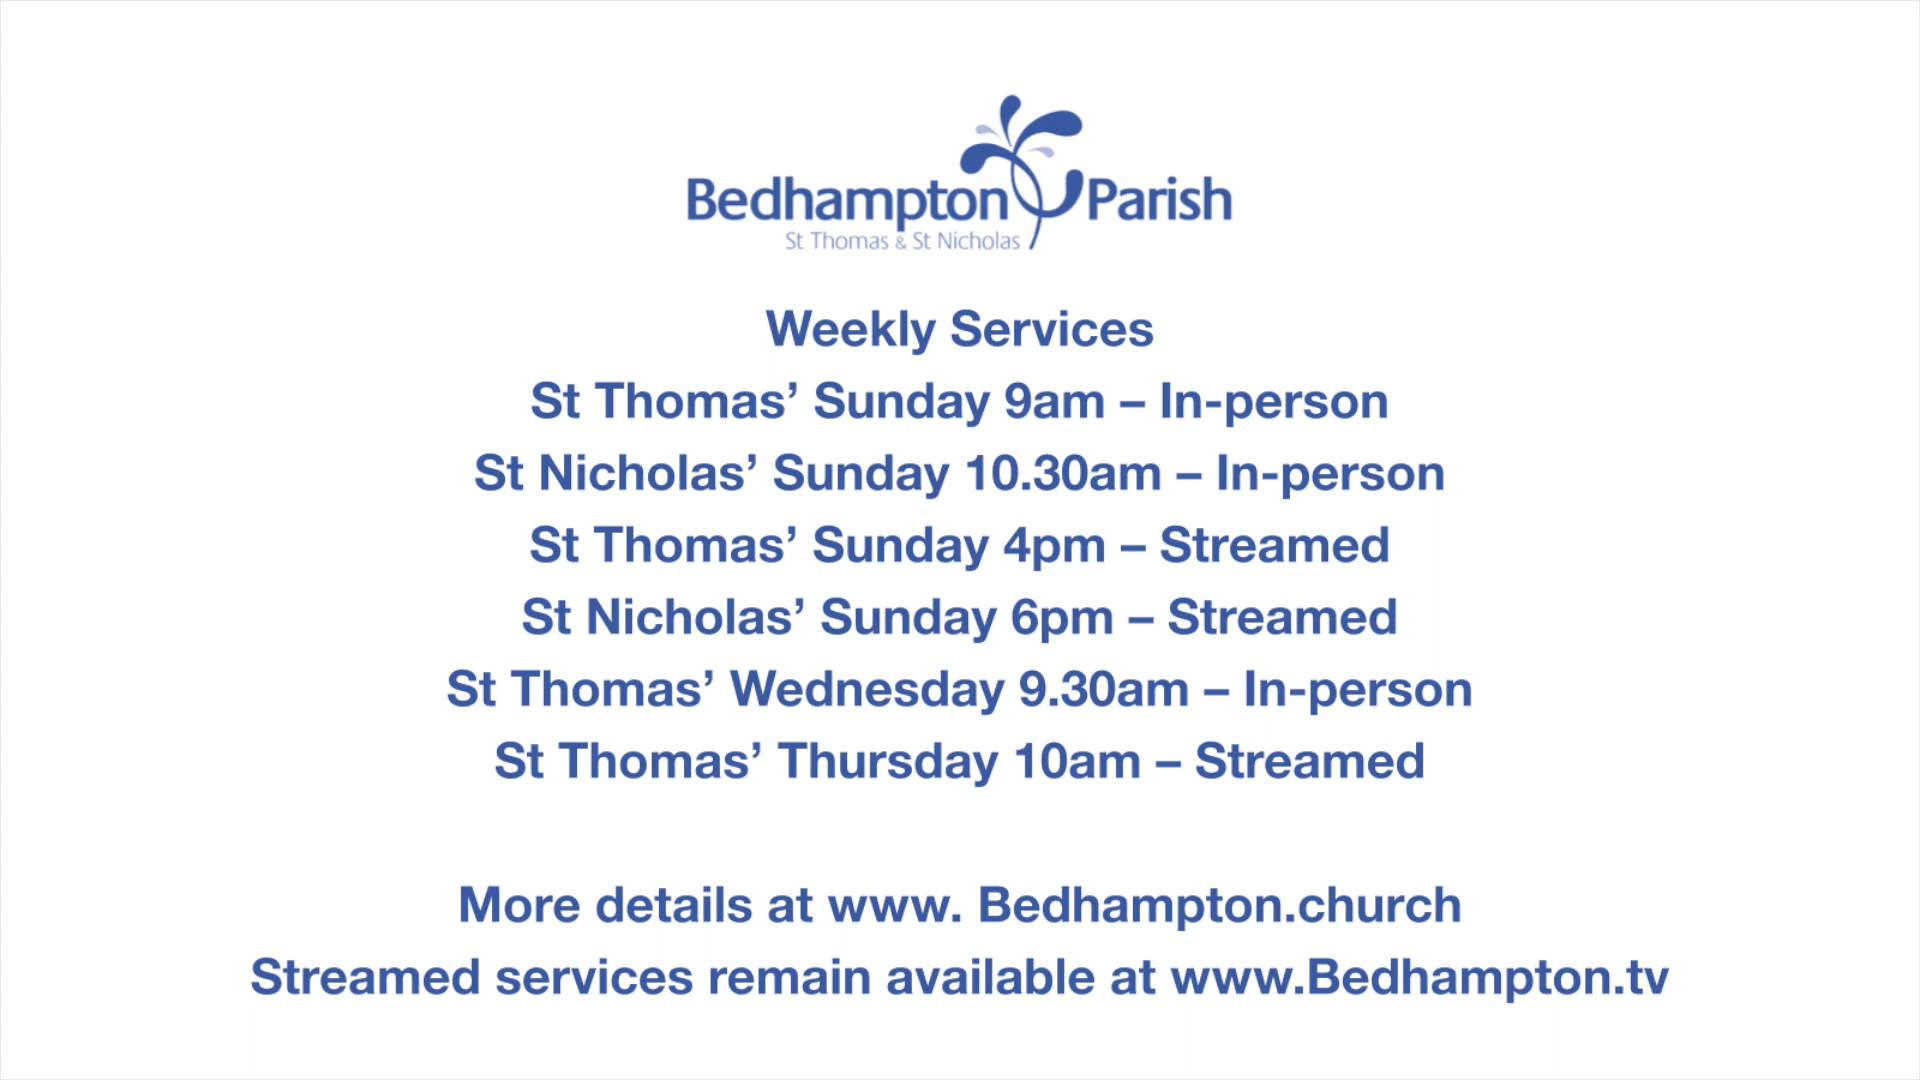 Bedhampton Parish
St Thomas & St Nicholas
Weekly Services
St Thomas’ Sunday 9am – In-person
St Nicholas’ Sunday 10.30am – In-person
St Thomas’ Sunday 4pm – Streamed
St Nicholas’ Sunday 6pm – Streamed
St Thomas’ Wednesday 9.30am – In-person
St Thomas’ Thursday 10am – Streamed
More details at www. Bedhampton.church
Streamed services remain available at www.Bedhampton.tv